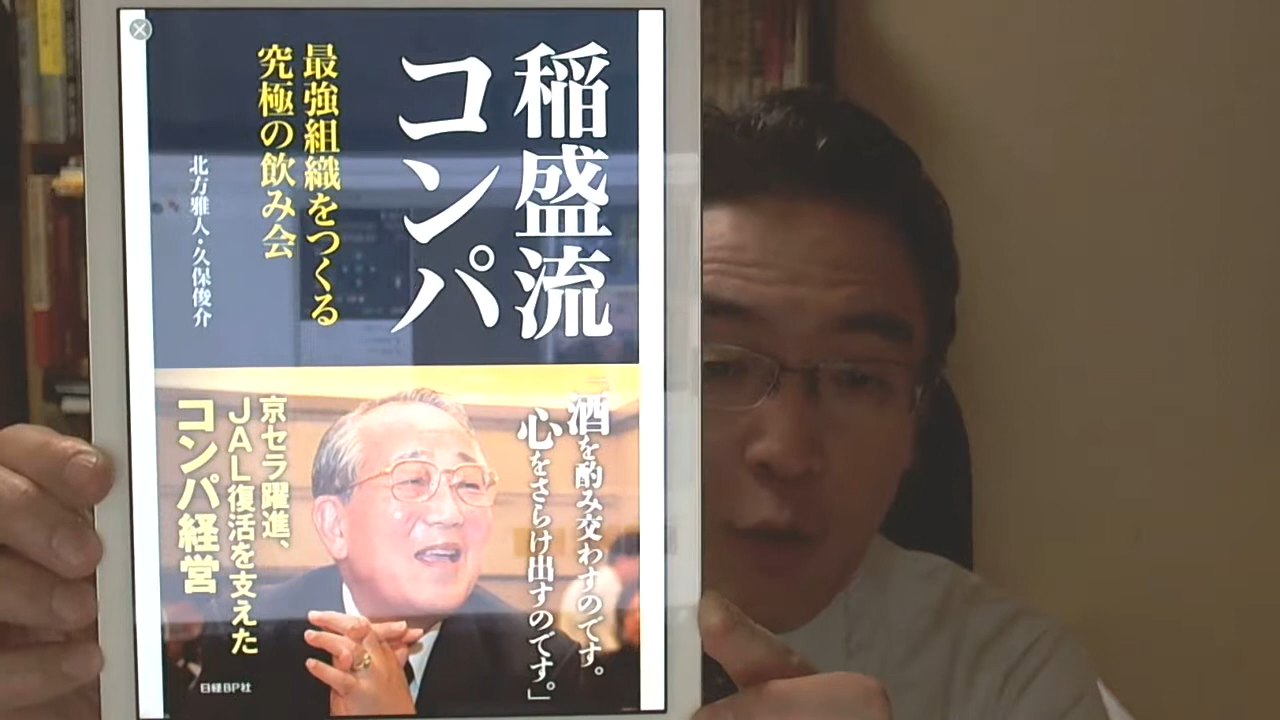 稲盛流
コンパ
最強組織をつくる
究極の飲み会
北方雅人・久保俊介
酒を酌み交わすのです。
心をさらけ出すのです。」
京セラ躍進、
JAL復活を支えた
コンパ経営
日経BP社